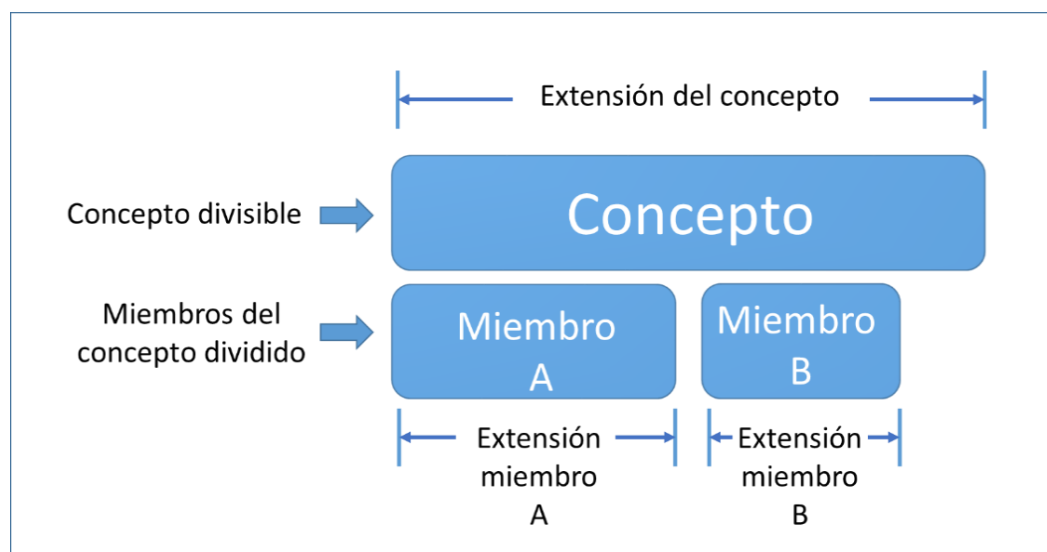 Extensión del concepto
Concepto divisible
Concepto
Miembros del
concepto dividido
Miembro
A
Miembro
B
Extensión
miembro
A
Extensión
miembro
B